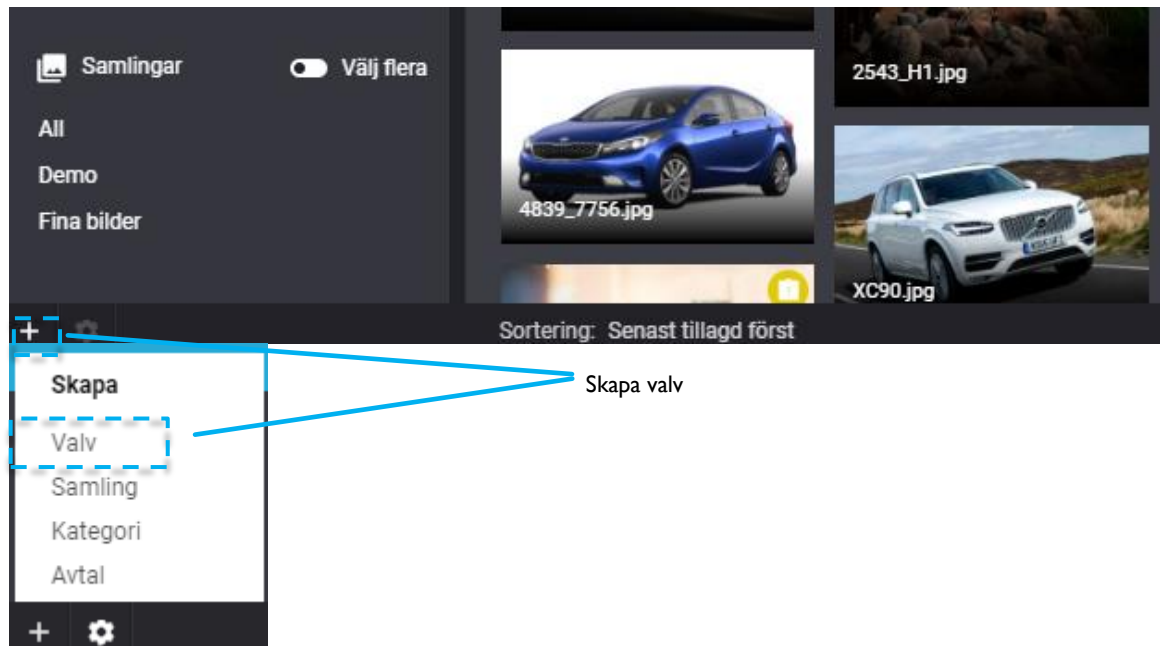 Samlingar
Välj flera
All
Demo
Fina bilder
4839_7756.jpg
2543_H1.jpg
XC90.jpg
Sortering: Senast tillagd först
Skapa
Valv
Samling
Kategori
Avtal
Skapa valv